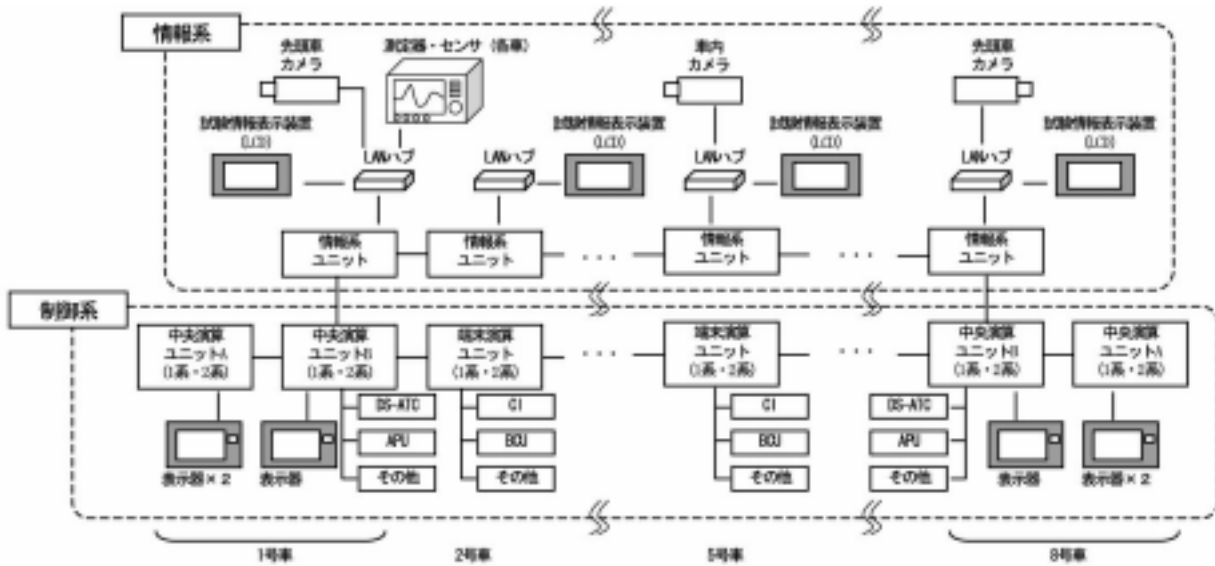 情報系
先頭車
カメラ
測定器・センサ (各車)
車内
カメラ
先頭車
カメラ
試験情報表示装置
(LCD)
LANハブ
LANハブ
試験情報表示装置
(LCD)
LANハブ
試験情報表示装置
(LCD)
LANハブ
試験情報表示装置
(LCD)
情報系
ユニット
情報系
ユニット
・・・
情報系
ユニット
・・・
情報系
ユニット
制御系
中央演算
ユニットA
(1系・2系)
中央演算
ユニットB
(1系・2系)
端末演算
ユニット
(1系・2系)
・・・
端末演算
ユニット
(1系・2系)
・・・
中央演算
ユニットB
(1系・2系)
中央演算
ユニットA
(1系・2系)
DS-ATC
APU
その他
CI
BCU
その他
CI
BCU
その他
DS-ATC
APU
その他
表示器×2
表示器
表示器
表示器×2
1号車
2号車
5号車
8号車